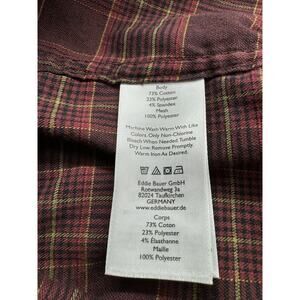 Body
73% Cotton
23% Polyester
4% Spandex
Mesh
100% Polyester
Machine Wash Warm With Like
Colors. Only Non-Chlorine
Bleach When Needed. Tumble
Dry Low. Remove Promptly.
Warm Iron As Desired.
Eddie Bauer GmbH
Rotwandweg 3a
82024 Taufkirchen
GERMANY
www.eddiebauer.de
Corps
73% Coton
23% Polyester
4% Élasthanne
Maille
100% Polyester